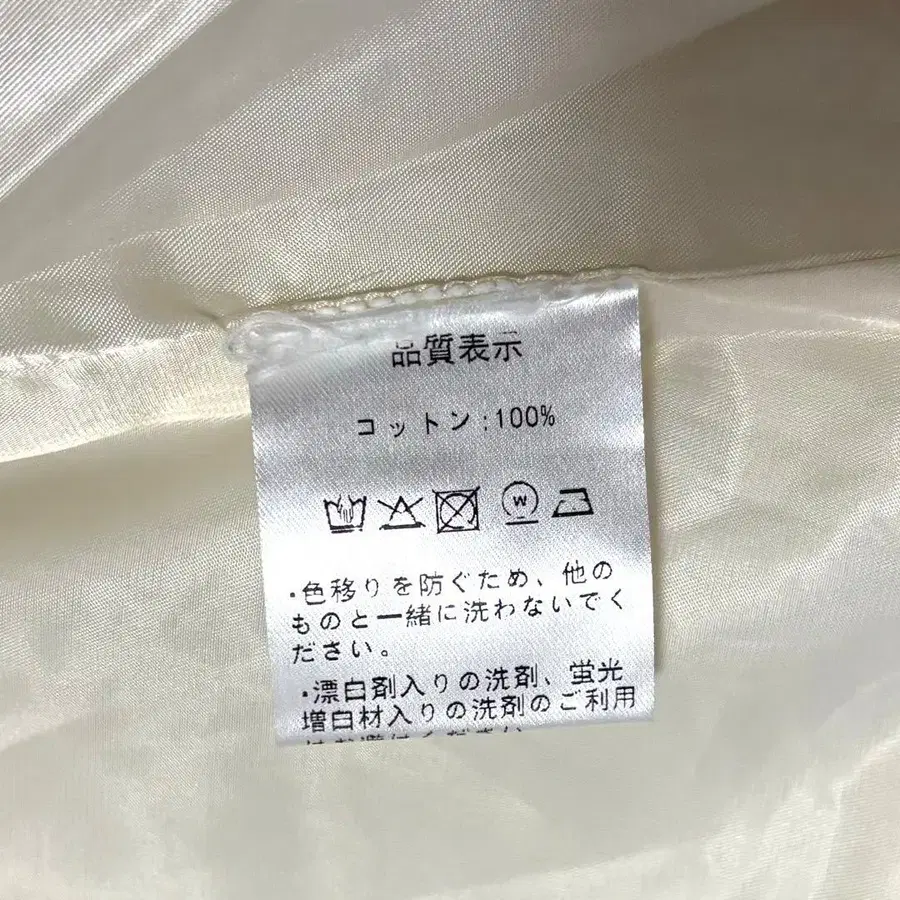 品質表示
コットン:100%
W
・色移りを防ぐため、他の
ものと一緒に洗わないでく
ださい。
・漂白剤入りの洗剤、蛍光
増白材入りの洗剤のご利用